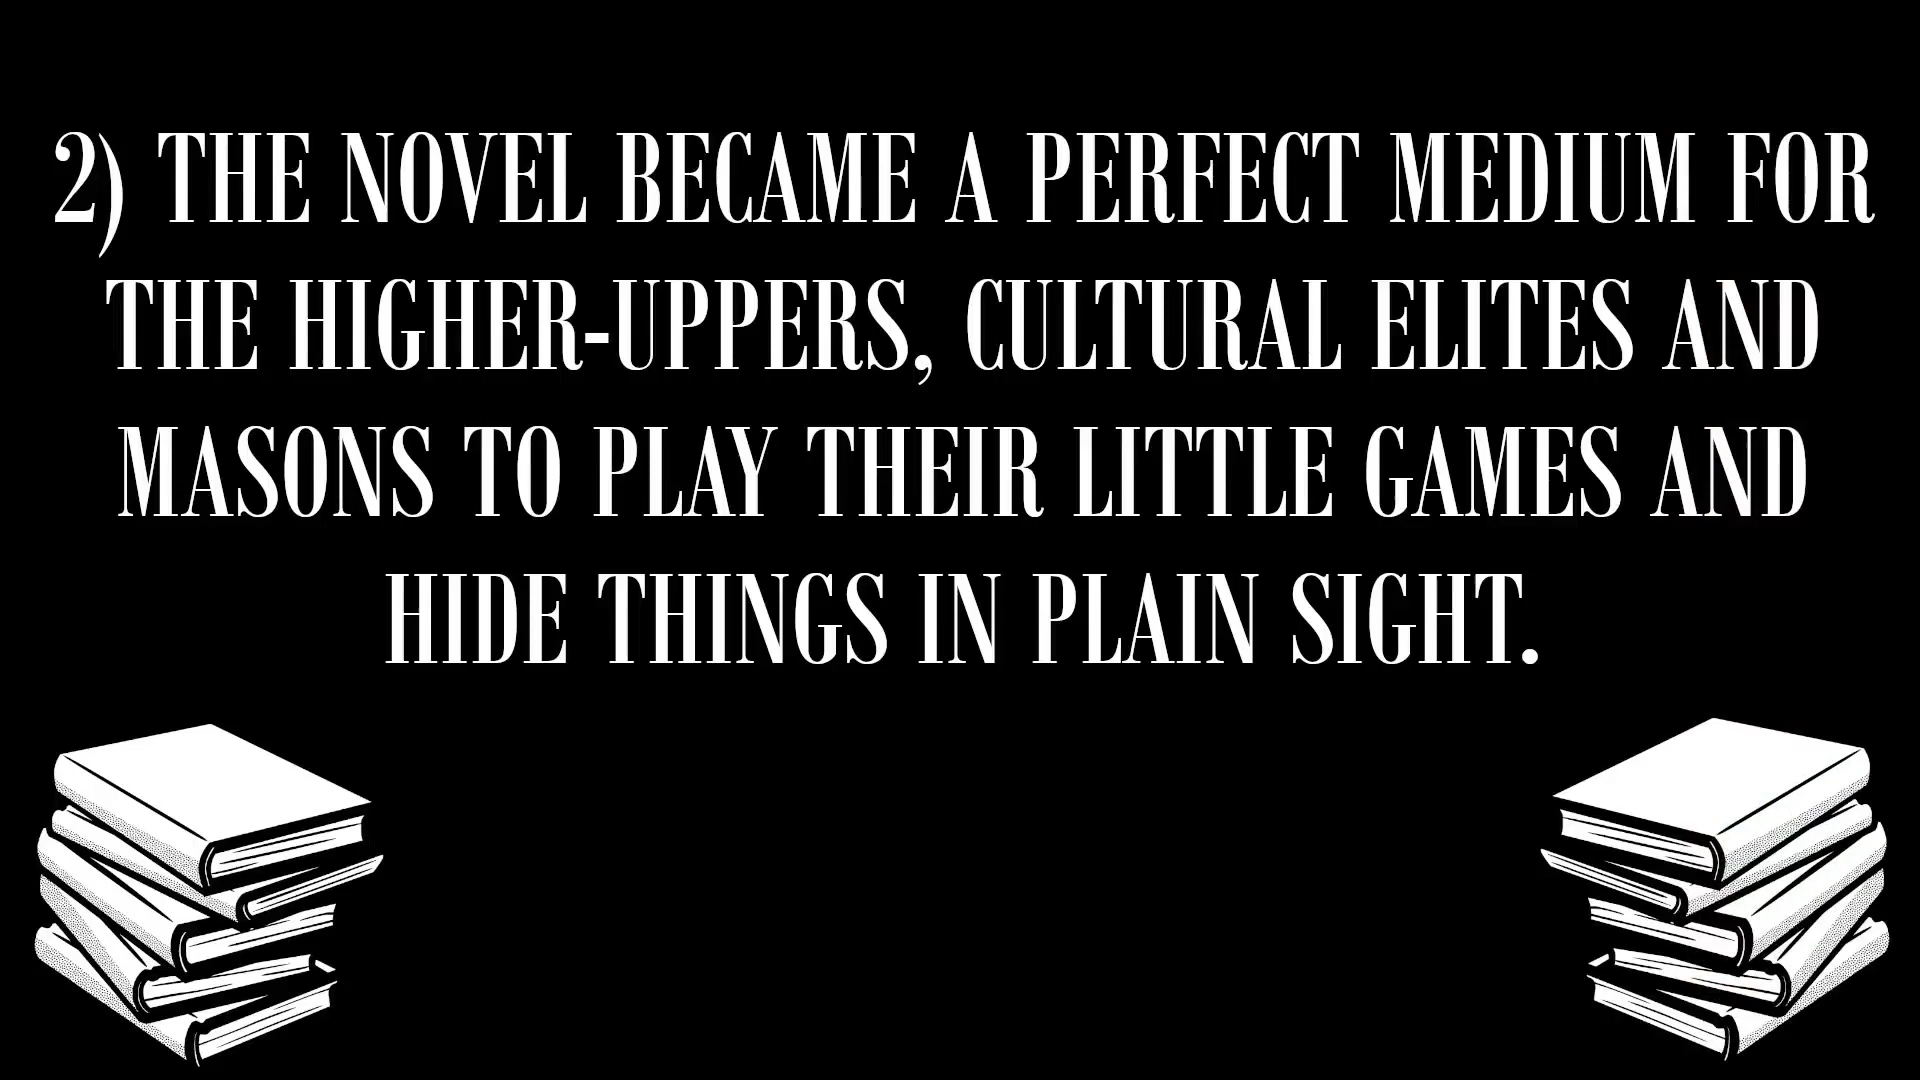 2) THE NOVEL BECAME A PERFECT MEDIUM FOR
THE HIGHER-UPPERS, CULTURAL ELITES AND
MASONS TO PLAY THEIR LITTLE GAMES AND
HIDE THINGS IN PLAIN SIGHT.